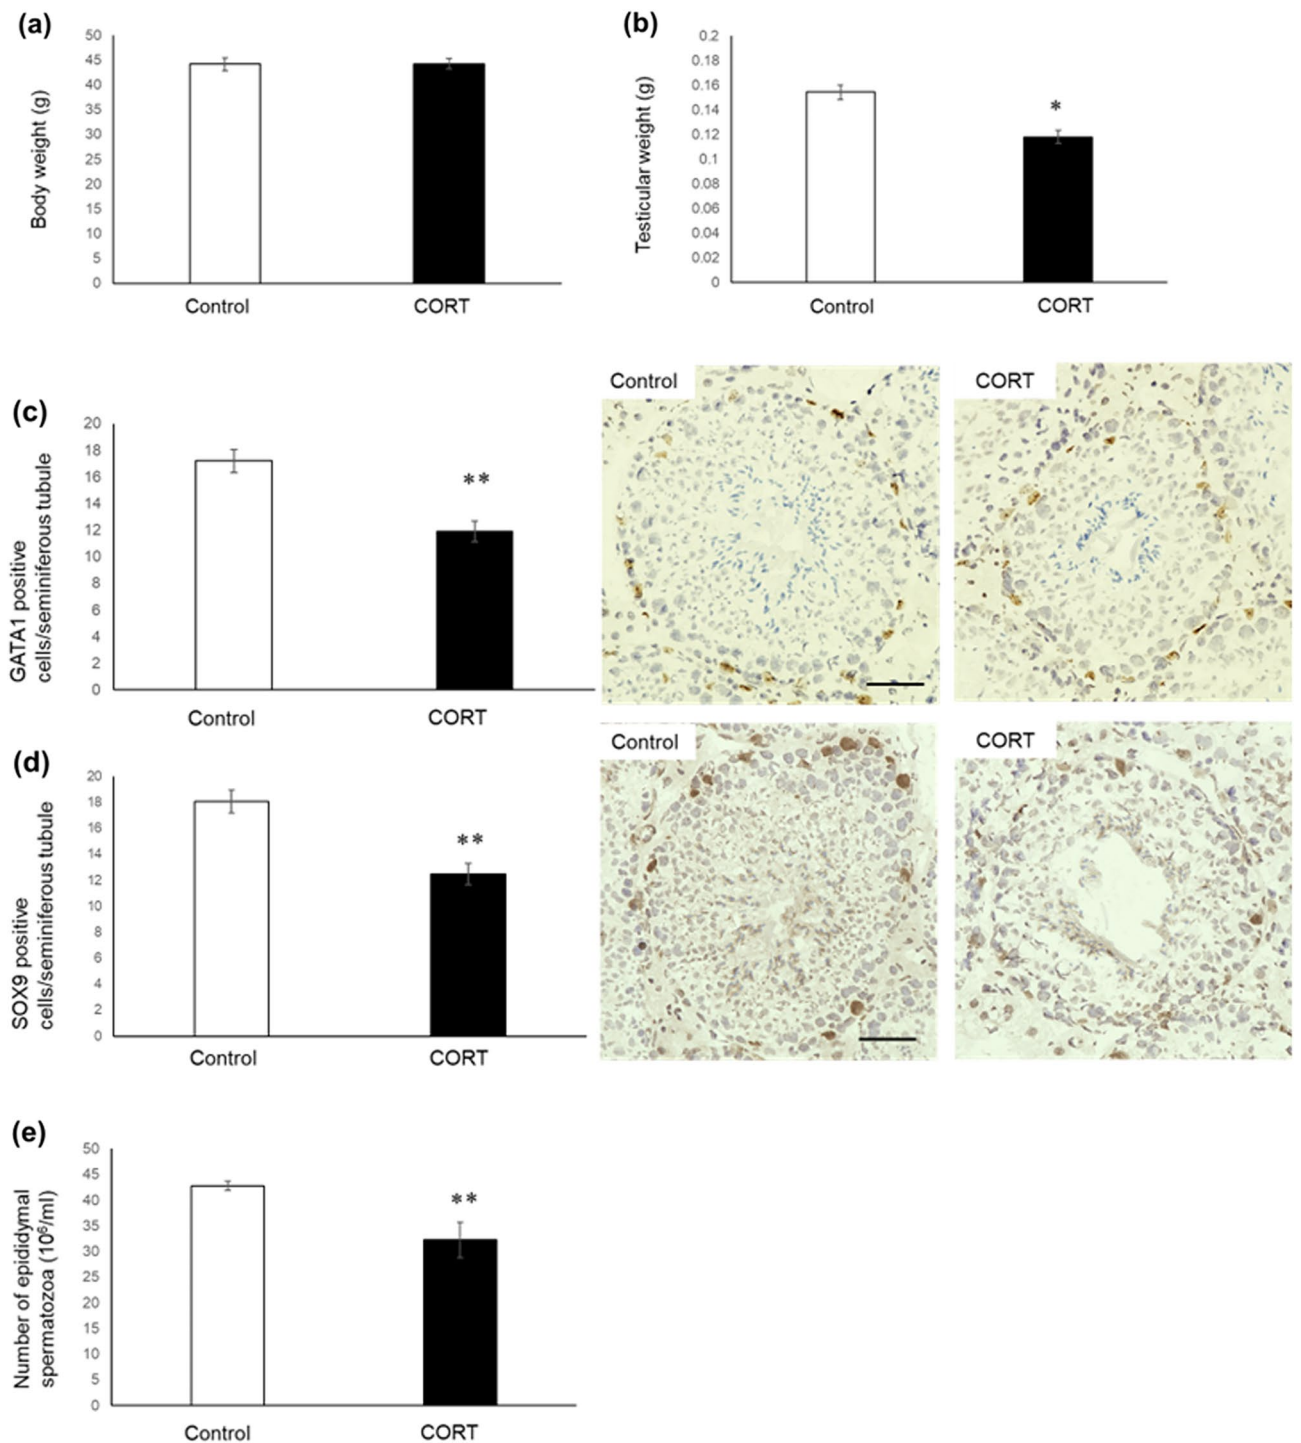 (a)
50
45
40
35
30
25
20
15
10
5
0
Body weight (g)
Control
CORT
(b)
0.2
0.18
0.16
0.14
0.12
0.1
0.08
0.06
0.04
0.02
0
Testicular weight (g)
*
Control
CORT
(c)
20
18
16
14
12
10
8
6
4
2
0
GATA1 positive
cells/seminiferous tubule
**
Control
CORT
Control
CORT
(d)
20
18
16
14
12
10
8
6
4
2
0
SOX9 positive
cells/seminiferous tubule
**
Control
CORT
Control
CORT
(e)
50
45
40
35
30
25
20
15
10
5
0
Number of epididymal
spermatozoa (10⁶/ml)
**
Control
CORT